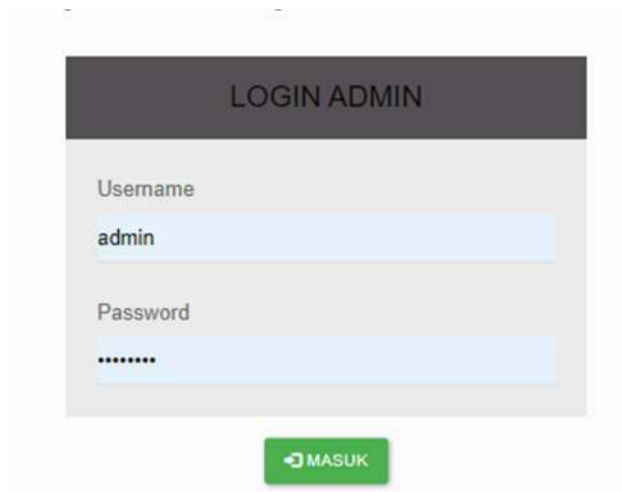 LOGIN ADMIN
Username
admin
Password
••••••••
MASUK